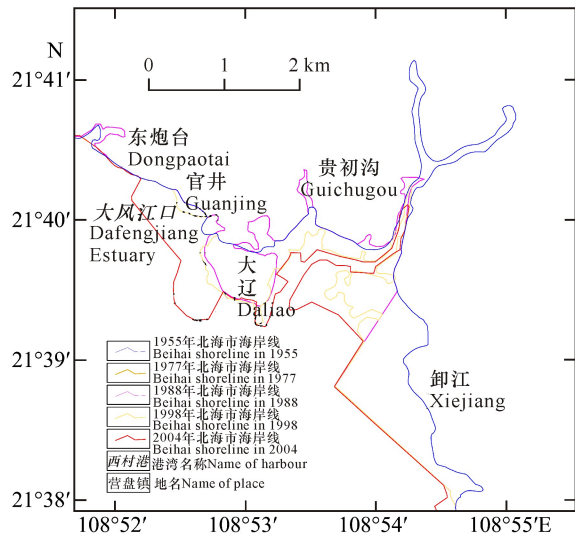 N
0 1 2 km
21°41′
21°40′
21°39′
21°38′
108°52′ 108°53′ 108°54′ 108°55′E
东炮台
Dongpaotai
官井
Guanjing
贵初沟
Guichugou
大风江口
Dafengjiang
Estuary
大
辽
Daliao
卸江
Xiejiang
1955年北海市海岸线
Beihai shoreline in 1955
1977年北海市海岸线
Beihai shoreline in 1977
1988年北海市海岸线
Beihai shoreline in 1988
1998年北海市海岸线
Beihai shoreline in 1998
2004年北海市海岸线
Beihai shoreline in 2004
西村港 港湾名称Name of harbour
营盘镇 地名Name of place